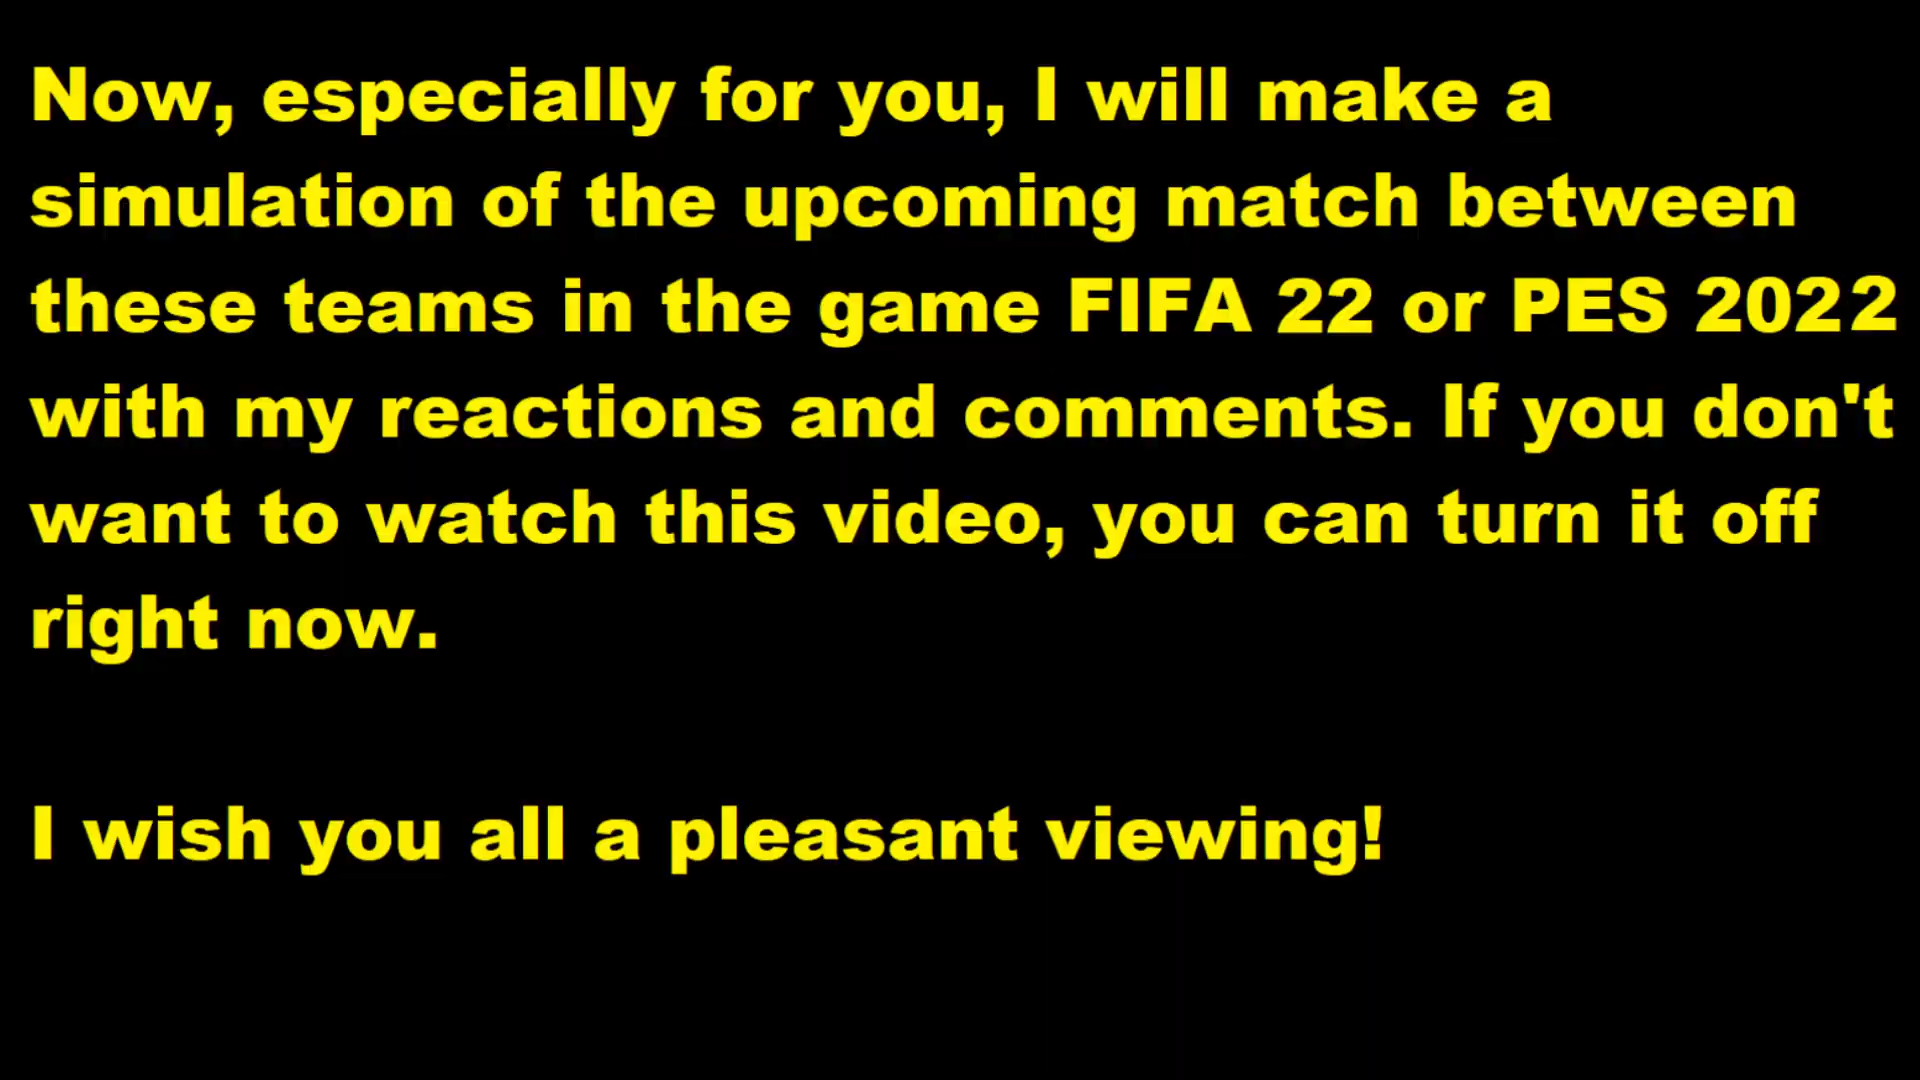 Now, especially for you, I will make a
simulation of the upcoming match between
these teams in the game FIFA 22 or PES 2022
with my reactions and comments. If you don't
want to watch this video, you can turn it off
right now.
I wish you all a pleasant viewing!